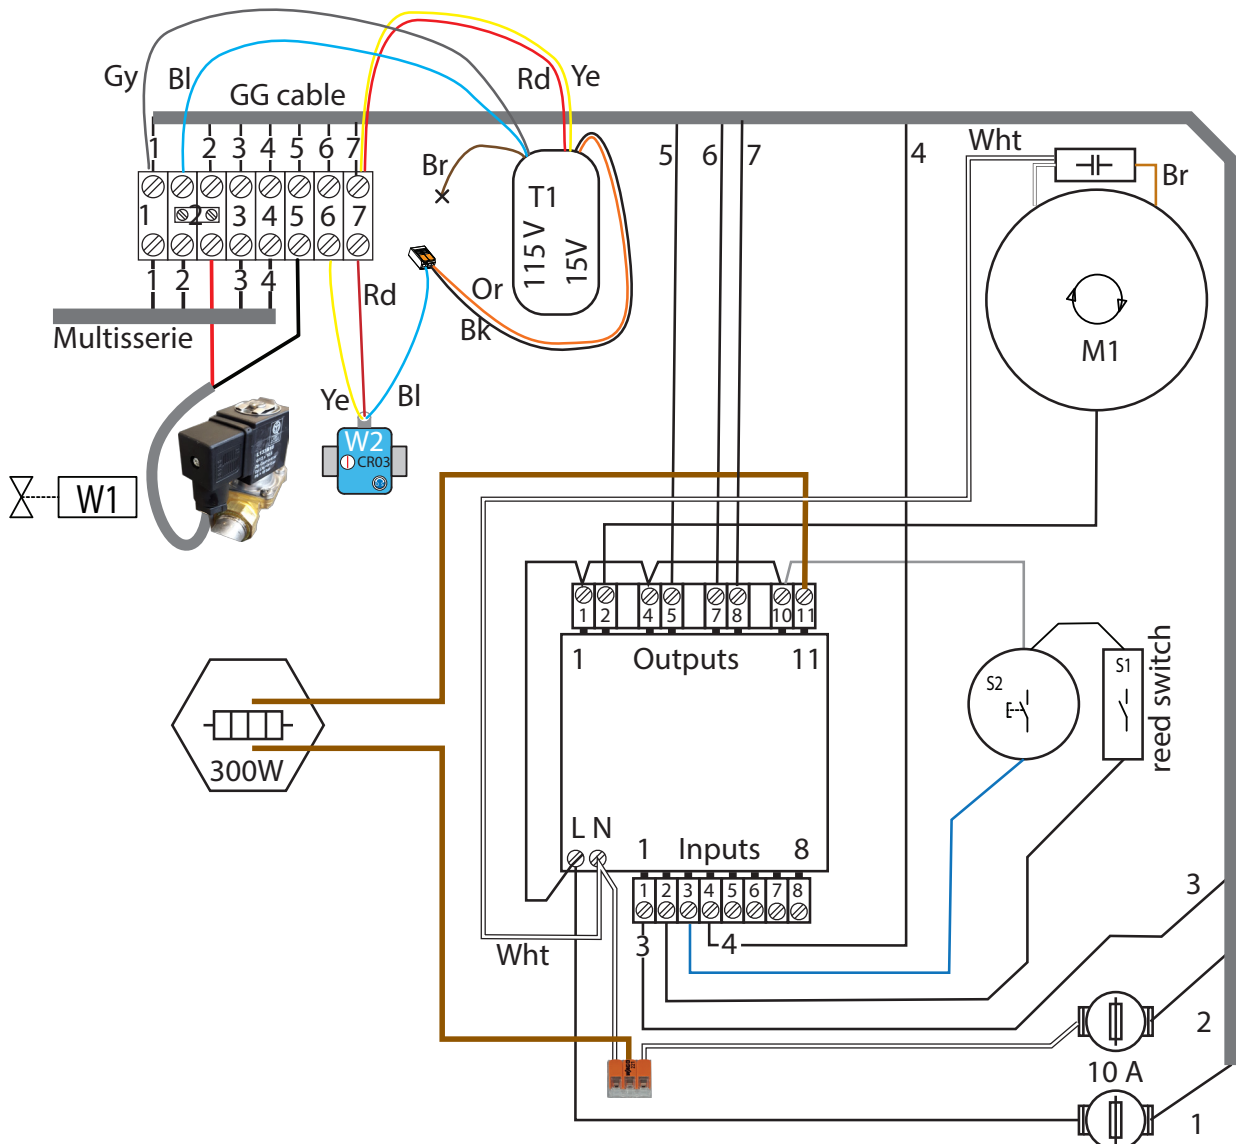 Gy
Bl
Rd
Ye
GG cable
1 2 3 4 5 6 7
1 2 3 4 5 6 7
1 2 3 4
Multisserie
Br
T1
115 V
15V
Or
Bk
Rd
Ye
Bl
W2
CR03
W1
5 6 7 4
Wht
Br
M1
1 2 4 5 7 8 10 11
1 Outputs 11
S2
S1
reed switch
300W
L N
1 Inputs 8
1 2 3 4 5 6 7 8
3
4
Wht
3
2
10 A
1